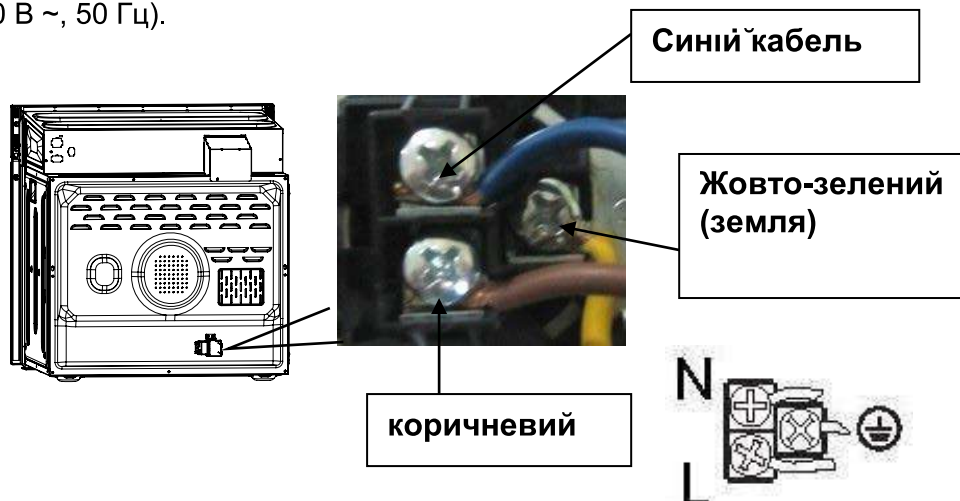 0 В ~, 50 Гц).
Синій кабель
Жовто-зелений
(земля)
коричневий
N
L